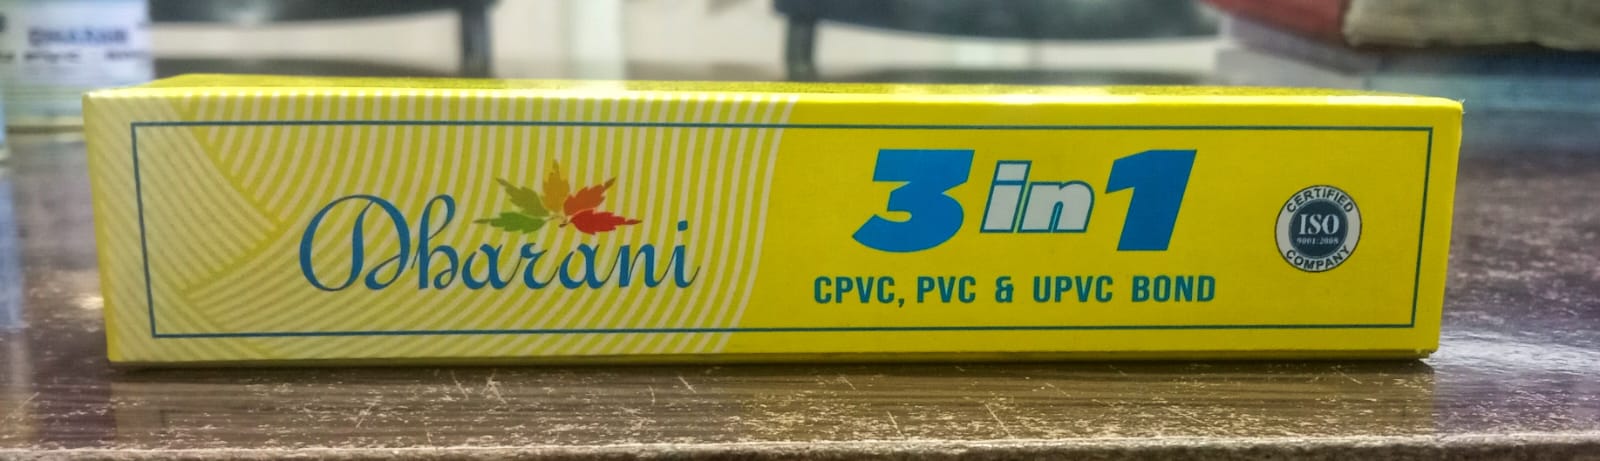 Dharani
3 in 1
CPVC, PVC & UPVC BOND
CERTIFIED
ISO
9001:2008
COMPANY